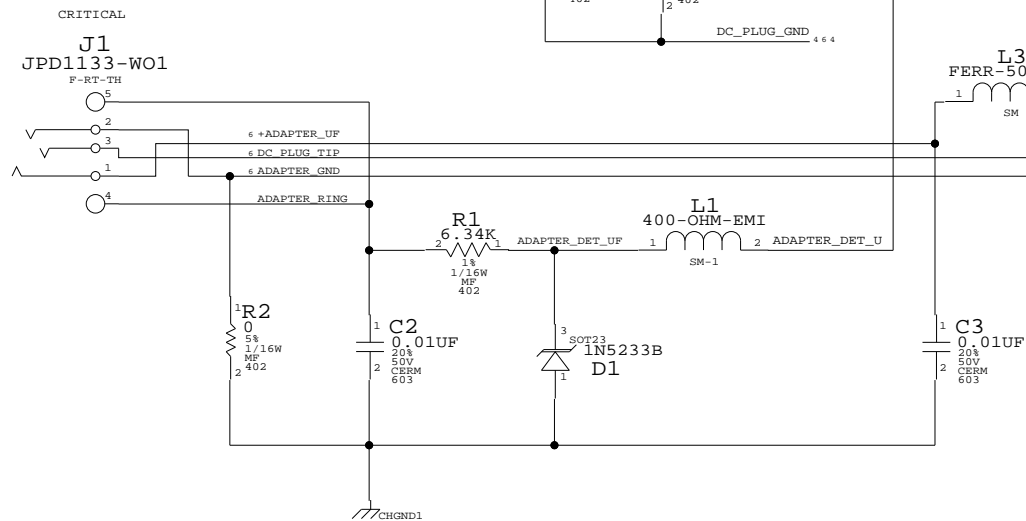 CRITICAL
J1
JPD1133-WO1
F-RT-TH
5
2
3
1
4
6 +ADAPTER_UF
6 DC_PLUG_TIP
6 ADAPTER_GND
ADAPTER_RING
2
402
DC_PLUG_GND 4 6 4
L3
FERR-50
1
SM
R1
6.34K
2
1
1%
1/16W
MF
402
ADAPTER_DET_UF
L1
400-OHM-EMI
1
2
SM-1
ADAPTER_DET_U
1
R2
0
5%
1/16W
MF
402
2
1
C2
0.01UF
20%
50V
CERM
603
2
3
SOT23
1N5233B
D1
1
1
C3
0.01UF
20%
50V
CERM
603
2
CHGND1